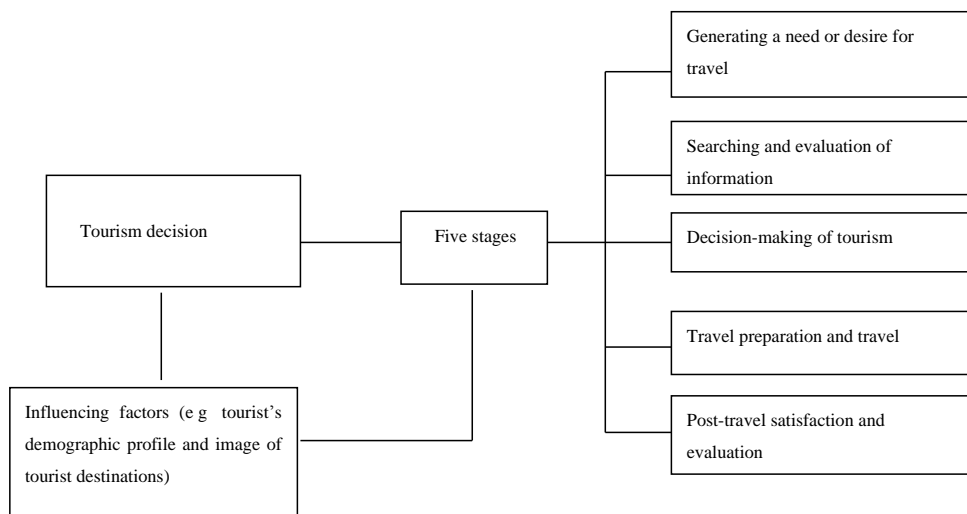 Generating a need or desire for
travel
Searching and evaluation of
information
Tourism decision
Five stages
Decision-making of tourism
Travel preparation and travel
Influencing factors (e g tourist's
demographic profile and image of
tourist destinations)
Post-travel satisfaction and
evaluation